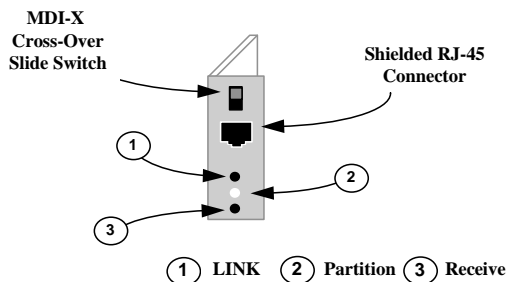 MDI-X
Cross-Over
Slide Switch
Shielded RJ-45
Connector
1
2
3
1 LINK 2 Partition 3 Receive